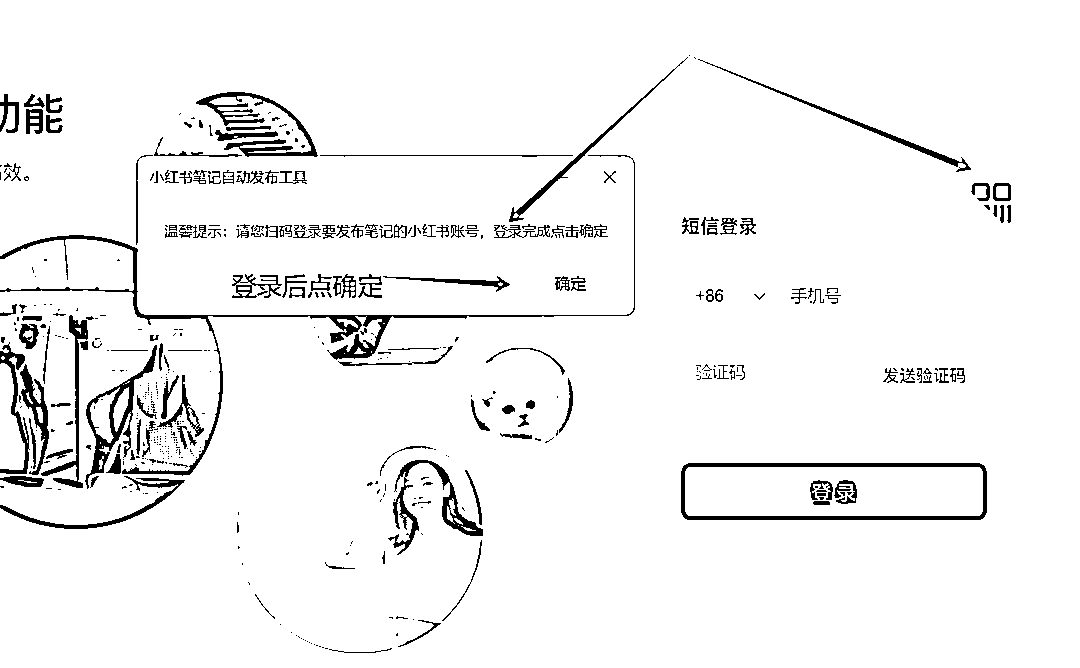 功能
高效。
小红书笔记自动发布工具
温馨提示：请您扫码登录要发布笔记的小红书账号，登录完成点击确定
登录后点确定
确定
短信登录
+86 手机号
验证码 发送验证码
登录